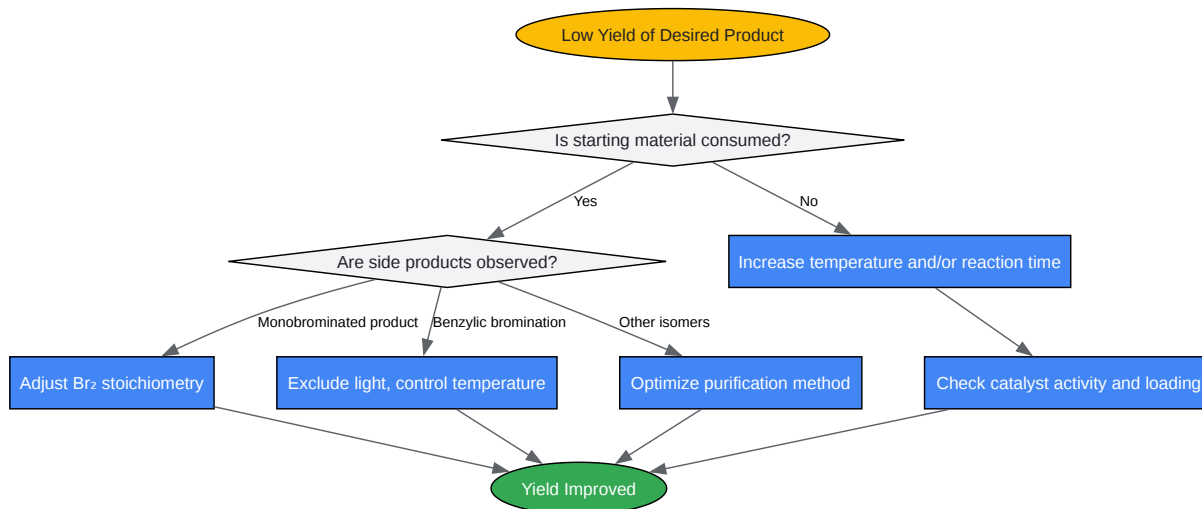 Low Yield of Desired Product
Is starting material consumed?
Yes
No
Are side products observed?
Increase temperature and/or reaction time
Monobrominated product
Benzylic bromination
Other isomers
Adjust Br₂ stoichiometry
Exclude light, control temperature
Optimize purification method
Check catalyst activity and loading
Yield Improved